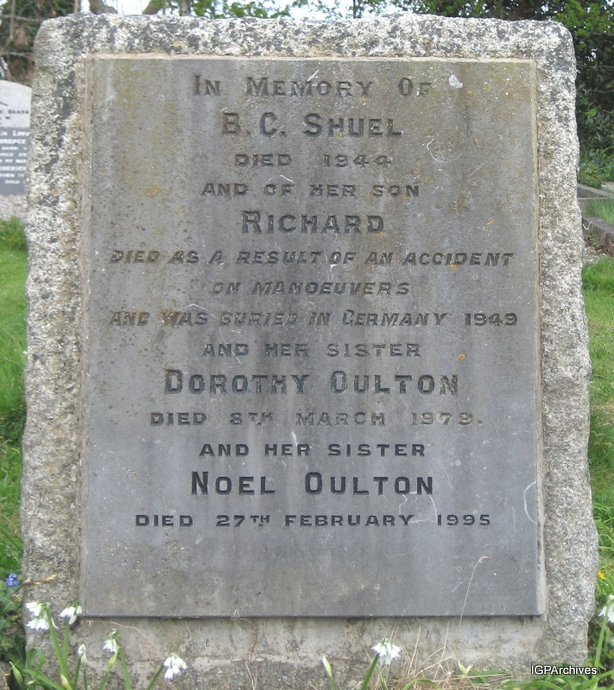 In Memory Of
B. C. Shuel
Died 1944
and of her son
Richard
died as a result of an accident
on manoeuvers
and was buried in Germany 1949
and her sister
Dorothy Oulton
died 8th March 1979.
and her sister
Noel Oulton
died 27th February 1995
IGPArchives